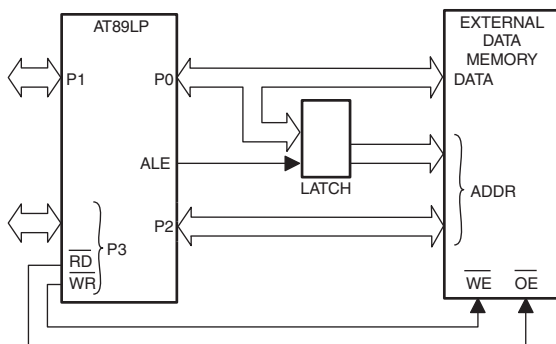 AT89LP
EXTERNAL
DATA
MEMORY
P1
P0
DATA
ALE
LATCH
ADDR
P2
P3
RD
WR
WE
OE